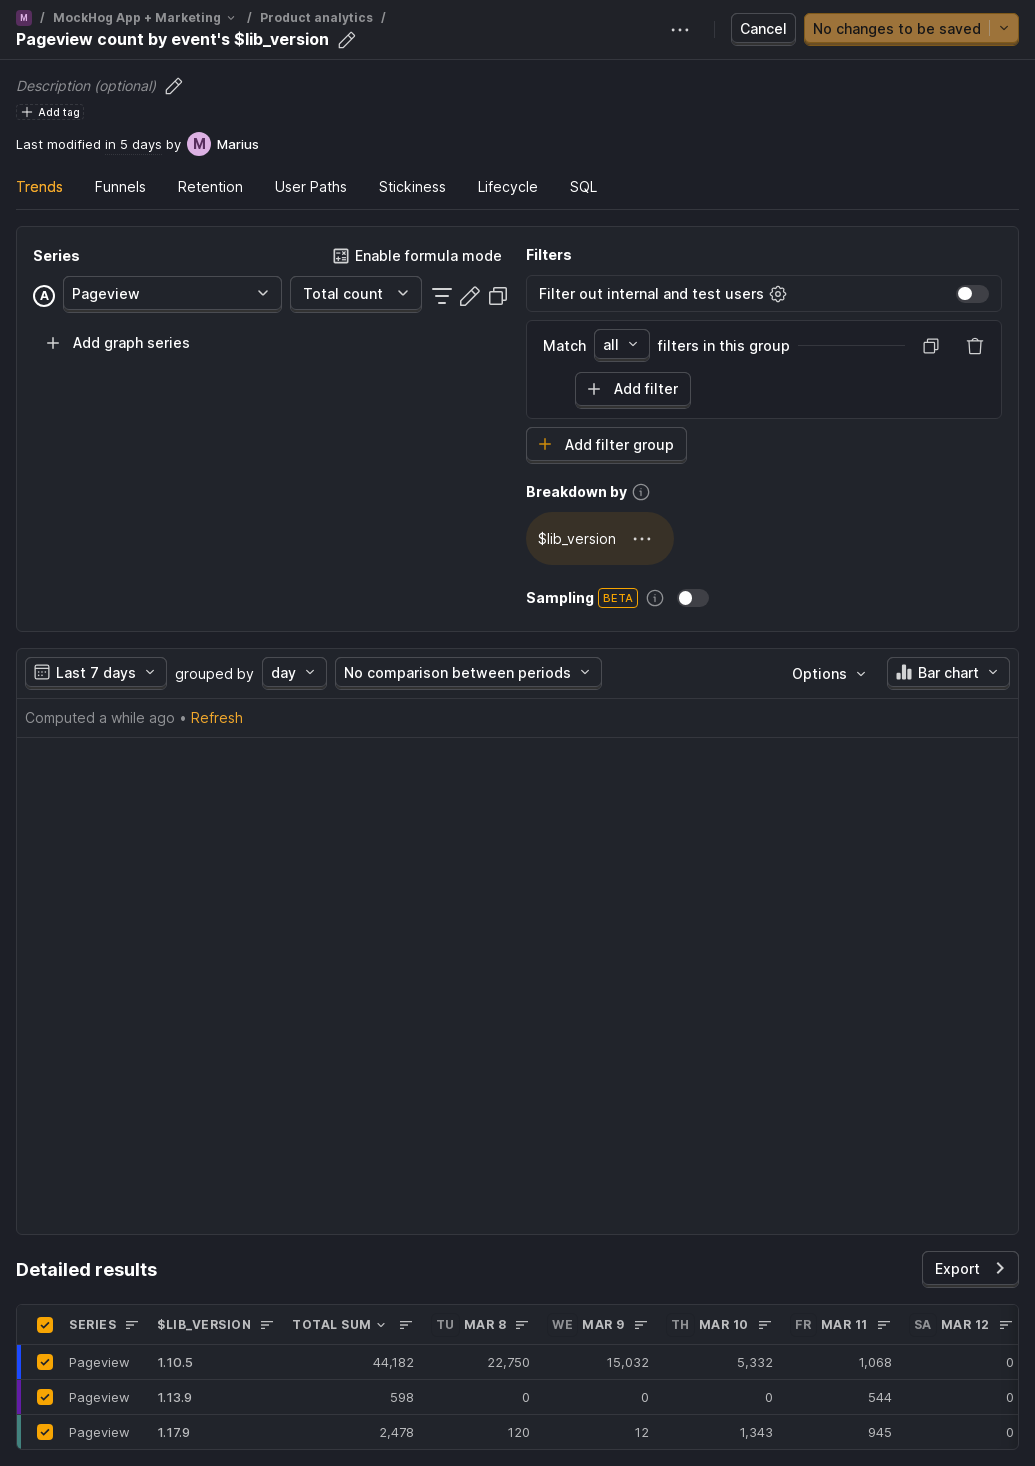 M / MockHog App + Marketing / Product analytics /
Pageview count by event's $lib_version
Cancel
No changes to be saved
Description (optional)
Add tag
Last modified in 5 days by M Marius
Trends Funnels Retention User Paths Stickiness Lifecycle SQL
Series
Enable formula mode
A Pageview Total count
Add graph series
Filters
Filter out internal and test users
Match all filters in this group
Add filter
Add filter group
Breakdown by
$lib_version
Sampling BETA
Last 7 days grouped by day No comparison between periods Options Bar chart
Computed a while ago • Refresh
Detailed results
Export
SERIES $LIB_VERSION TOTAL SUM TU MAR 8 WE MAR 9 TH MAR 10 FR MAR 11 SA MAR 12
Pageview 1.10.5 44,182 22,750 15,032 5,332 1,068 0
Pageview 1.13.9 598 0 0 0 544 0
Pageview 1.17.9 2,478 120 12 1,343 945 0